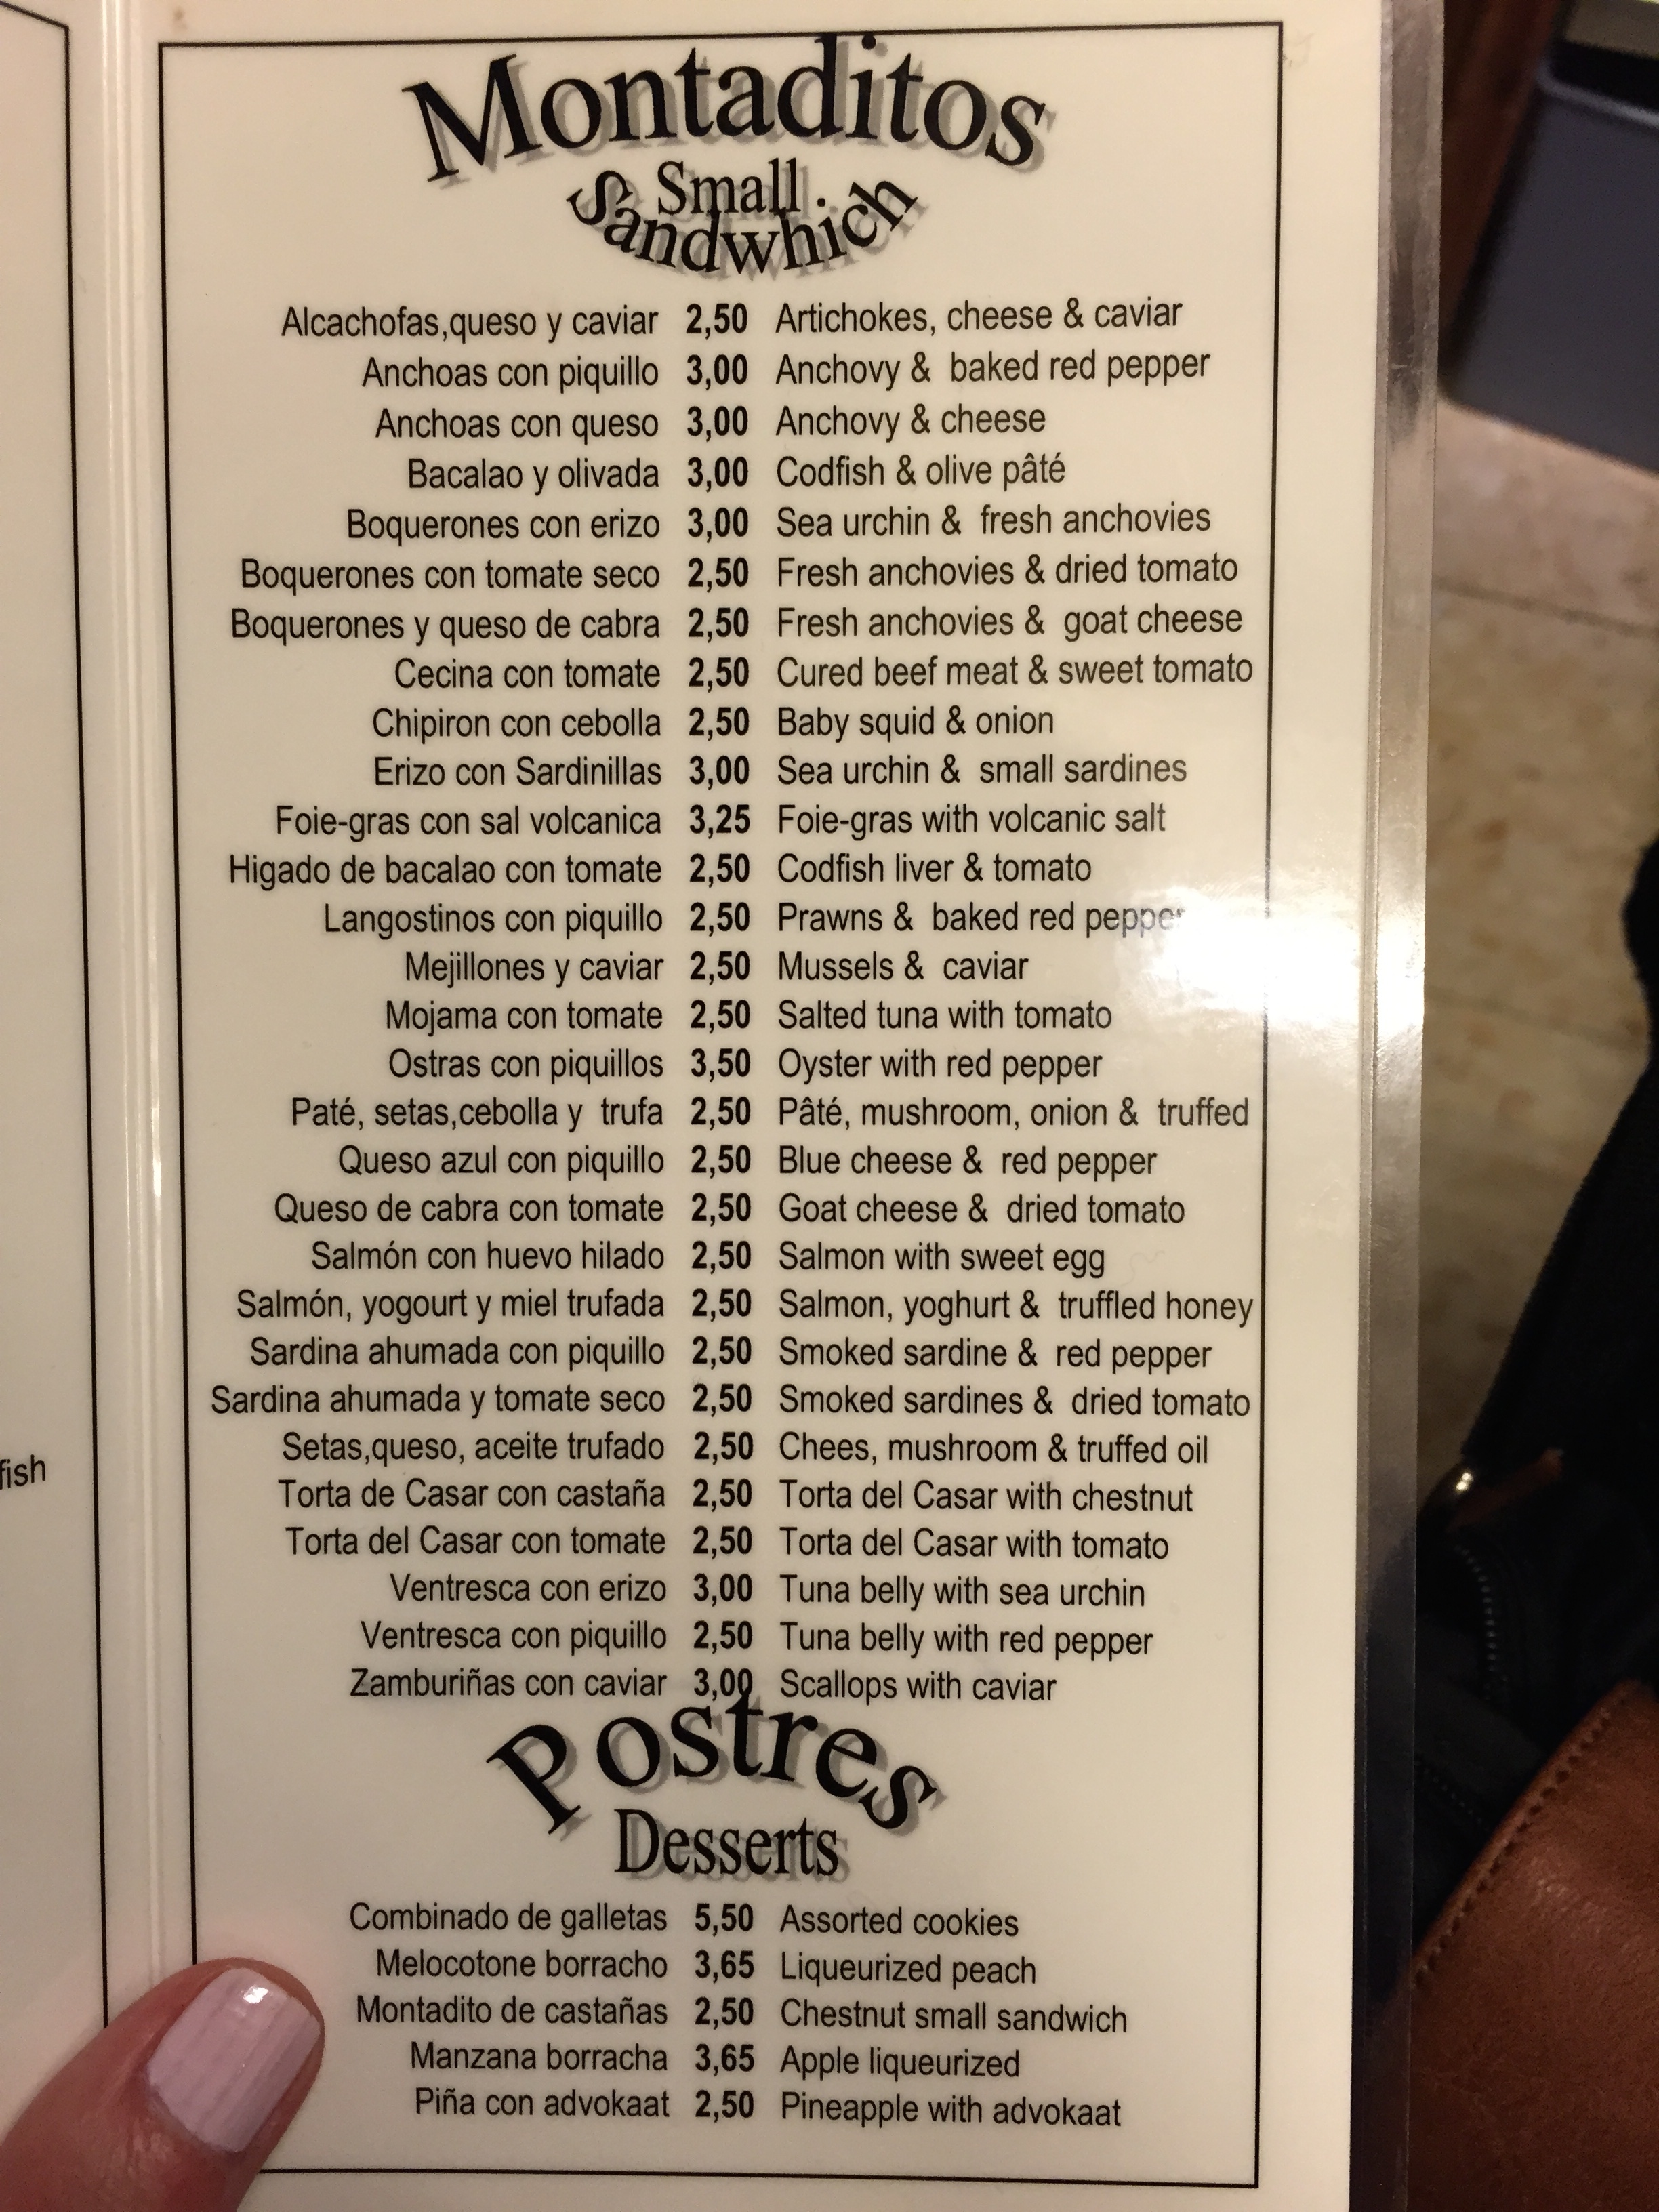 Montaditos
Small
Sandwhich
Alcachofas,queso y caviar 2,50 Artichokes, cheese & caviar
Anchoas con piquillo 3,00 Anchovy & baked red pepper
Anchoas con queso 3,00 Anchovy & cheese
Bacalao y olivada 3,00 Codfish & olive pâté
Boquerones con erizo 3,00 Sea urchin & fresh anchovies
Boquerones con tomate seco 2,50 Fresh anchovies & dried tomato
Boquerones y queso de cabra 2,50 Fresh anchovies & goat cheese
Cecina con tomate 2,50 Cured beef meat & sweet tomato
Chipiron con cebolla 2,50 Baby squid & onion
Erizo con Sardinillas 3,00 Sea urchin & small sardines
Foie-gras con sal volcanica 3,25 Foie-gras with volcanic salt
Higado de bacalao con tomate 2,50 Codfish liver & tomato
Langostinos con piquillo 2,50 Prawns & baked red pepper
Mejillones y caviar 2,50 Mussels & caviar
Mojama con tomate 2,50 Salted tuna with tomato
Ostras con piquillos 3,50 Oyster with red pepper
Paté, setas,cebolla y trufa 2,50 Pâté, mushroom, onion & truffed
Queso azul con piquillo 2,50 Blue cheese & red pepper
Queso de cabra con tomate 2,50 Goat cheese & dried tomato
Salmón con huevo hilado 2,50 Salmon with sweet egg
Salmón, yogourt y miel trufada 2,50 Salmon, yoghurt & truffled honey
Sardina ahumada con piquillo 2,50 Smoked sardine & red pepper
Sardina ahumada y tomate seco 2,50 Smoked sardines & dried tomato
Setas,queso, aceite trufado 2,50 Chees, mushroom & truffed oil
Torta de Casar con castaña 2,50 Torta del Casar with chestnut
Torta del Casar con tomate 2,50 Torta del Casar with tomato
Ventresca con erizo 3,00 Tuna belly with sea urchin
Ventresca con piquillo 2,50 Tuna belly with red pepper
Zamburiñas con caviar 3,00 Scallops with caviar
Postres
Desserts
Combinado de galletas 5,50 Assorted cookies
Melocotone borracho 3,65 Liqueurized peach
Montadito de castañas 2,50 Chestnut small sandwich
Manzana borracha 3,65 Apple liqueurized
Piña con advokaat 2,50 Pineapple with advokaat
fish